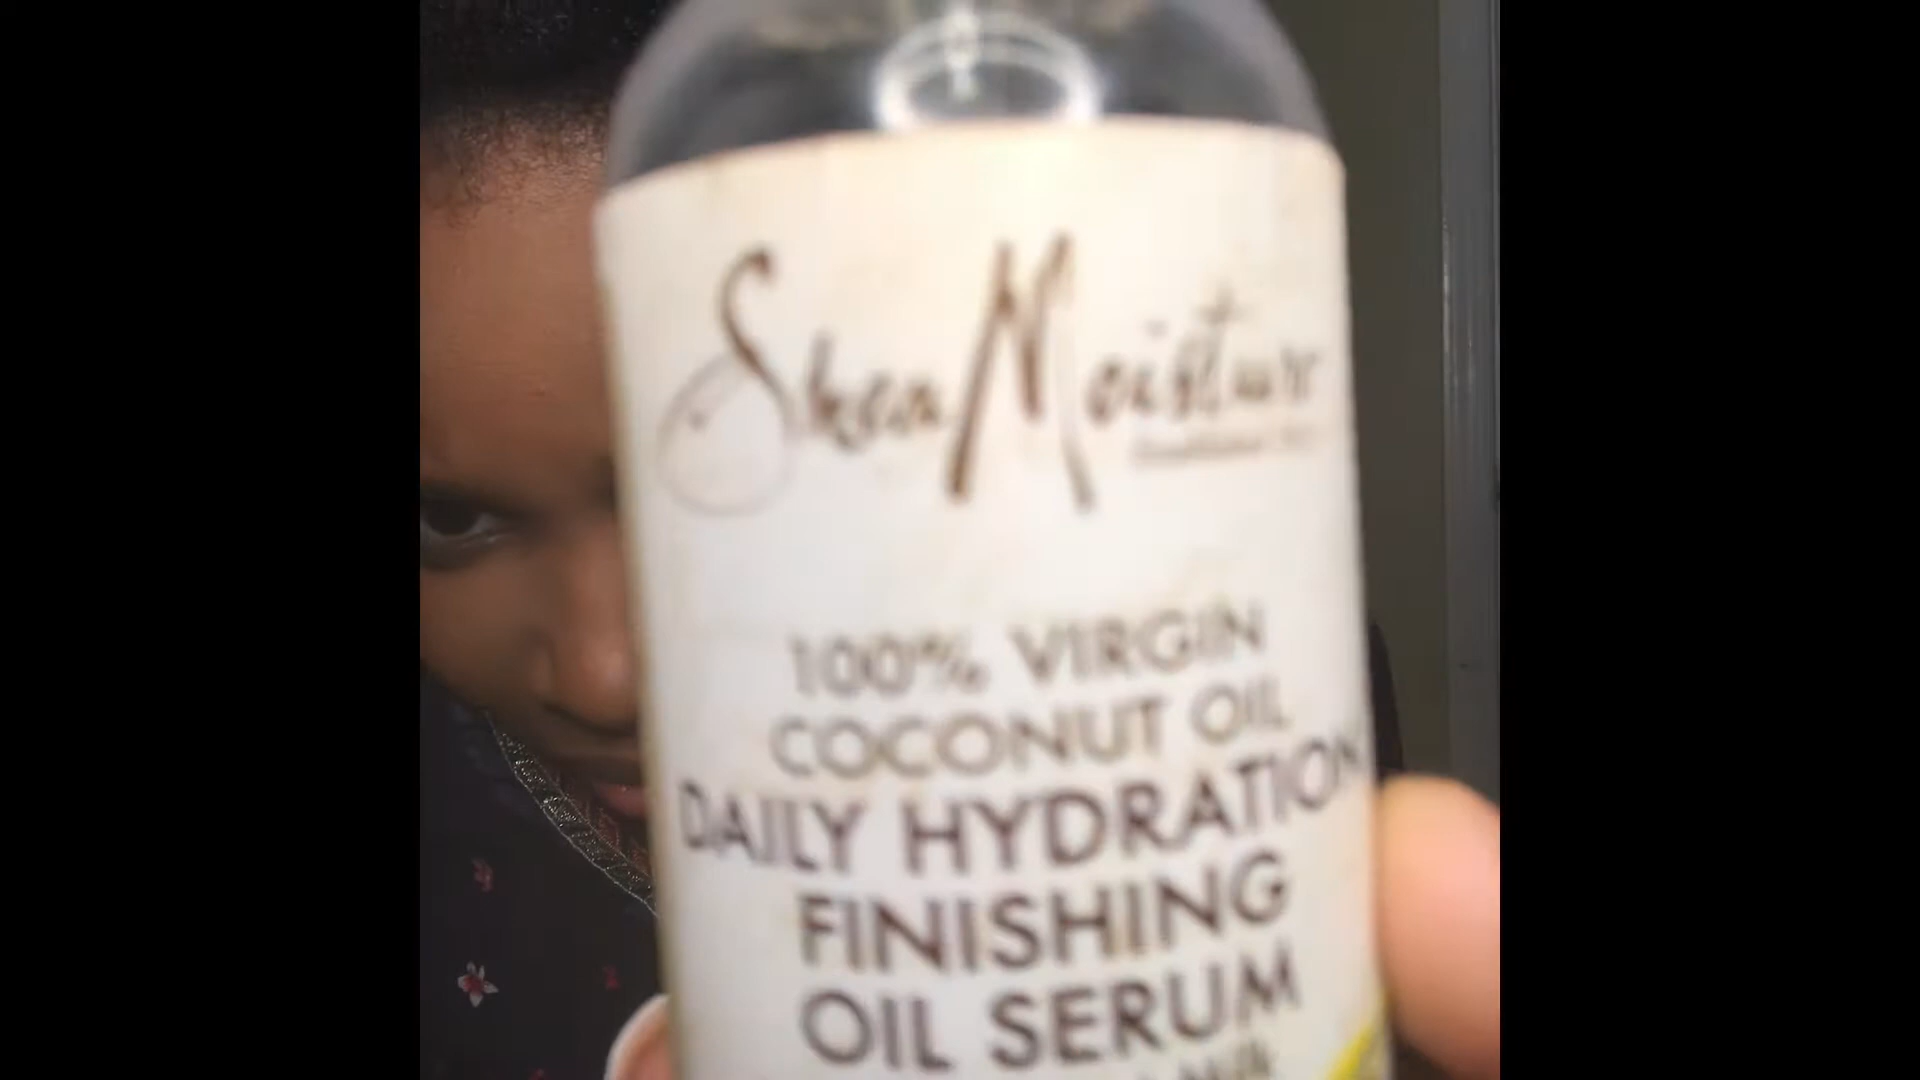 SheaMoisture
100% VIRGIN
COCONUT OIL
DAILY HYDRATION
FINISHING
OIL SERUM